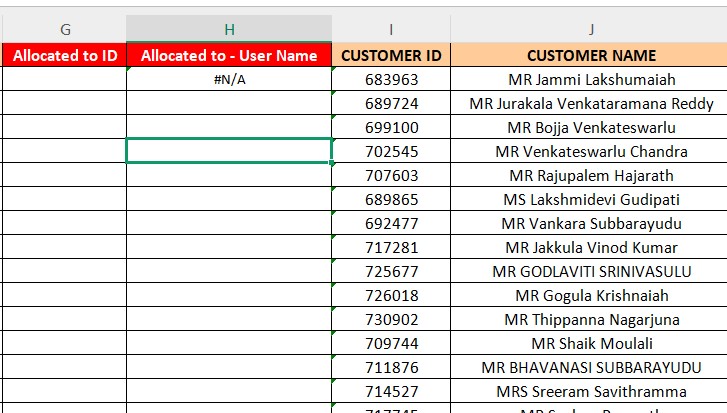 G H I J
Allocated to ID Allocated to - User Name CUSTOMER ID CUSTOMER NAME
#N/A 683963 MR Jammi Lakshumaiah
689724 MR Jurakala Venkataramana Reddy
699100 MR Bojja Venkateswarlu
702545 MR Venkateswarlu Chandra
707603 MR Rajupalem Hajarath
689865 MS Lakshmidevi Gudipati
692477 MR Vankara Subbarayudu
717281 MR Jakkula Vinod Kumar
725677 MR GODLAVITI SRINIVASULU
726018 MR Gogula Krishnaiah
730902 MR Thippanna Nagarjuna
709744 MR Shaik Moulali
711876 MR BHAVANASI SUBBARAYUDU
714527 MRS Sreeram Savithramma